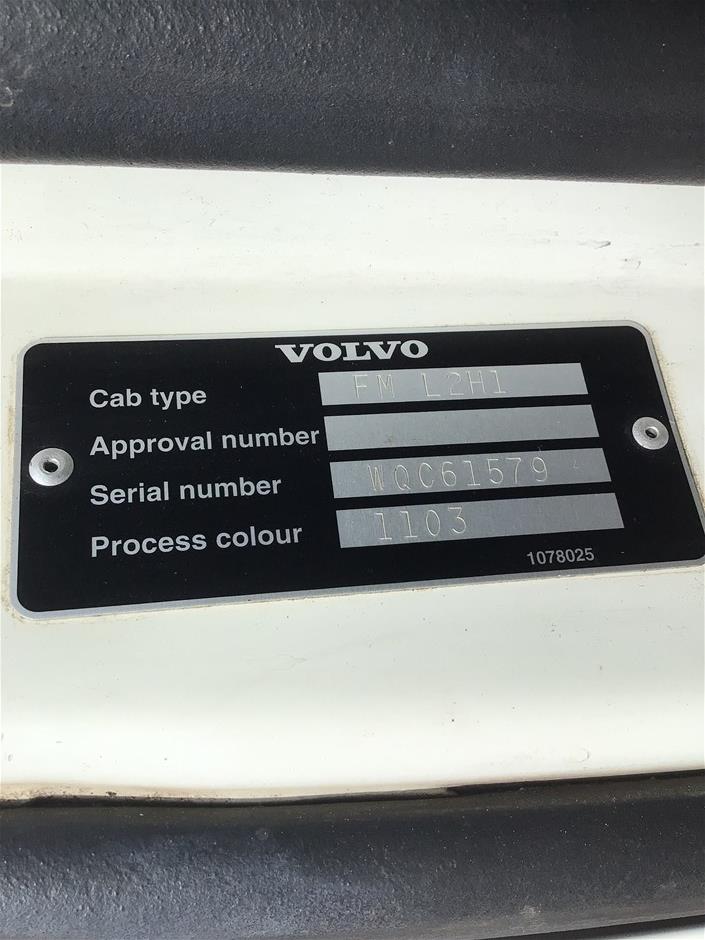 VOLVO
Cab type FM L2H1
Approval number
Serial number WQC61579
Process colour 1103
1078025